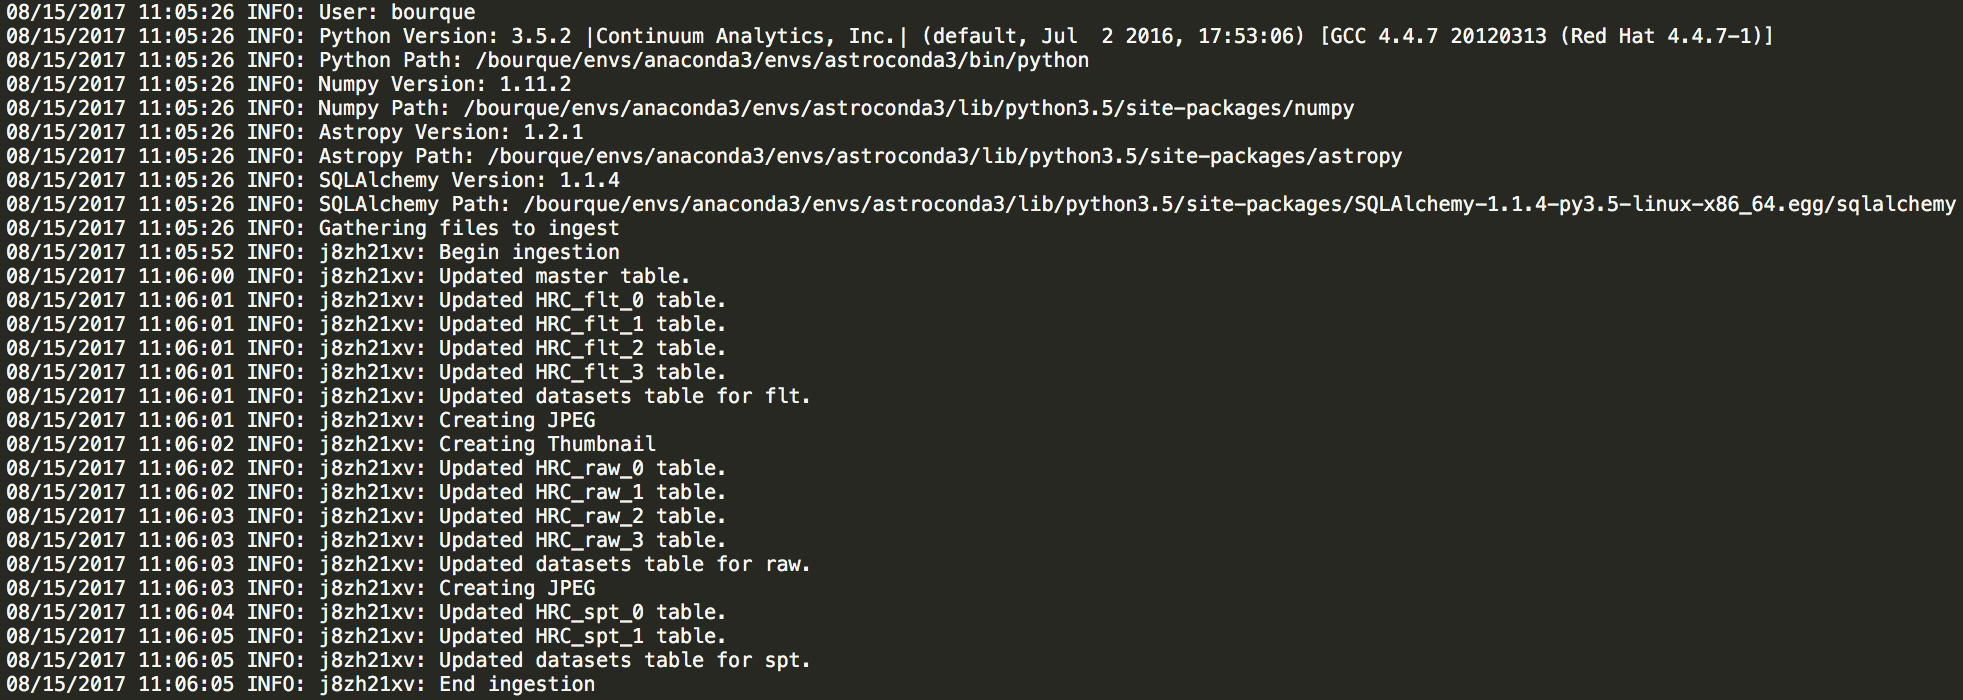 08/15/2017 11:05:26 INFO: User: bourque
08/15/2017 11:05:26 INFO: Python Version: 3.5.2 |Continuum Analytics, Inc.| (default, Jul  2 2016, 17:53:06) [GCC 4.4.7 20120313 (Red Hat 4.4.7-1)]
08/15/2017 11:05:26 INFO: Python Path: /bourque/envs/anaconda3/envs/astroconda3/bin/python
08/15/2017 11:05:26 INFO: Numpy Version: 1.11.2
08/15/2017 11:05:26 INFO: Numpy Path: /bourque/envs/anaconda3/envs/astroconda3/lib/python3.5/site-packages/numpy
08/15/2017 11:05:26 INFO: Astropy Version: 1.2.1
08/15/2017 11:05:26 INFO: Astropy Path: /bourque/envs/anaconda3/envs/astroconda3/lib/python3.5/site-packages/astropy
08/15/2017 11:05:26 INFO: SQLAlchemy Version: 1.1.4
08/15/2017 11:05:26 INFO: SQLAlchemy Path: /bourque/envs/anaconda3/envs/astroconda3/lib/python3.5/site-packages/SQLAlchemy-1.1.4-py3.5-linux-x86_64.egg/sqlalchemy
08/15/2017 11:05:26 INFO: Gathering files to ingest
08/15/2017 11:05:52 INFO: j8zh21xv: Begin ingestion
08/15/2017 11:06:00 INFO: j8zh21xv: Updated master table.
08/15/2017 11:06:01 INFO: j8zh21xv: Updated HRC_flt_0 table.
08/15/2017 11:06:01 INFO: j8zh21xv: Updated HRC_flt_1 table.
08/15/2017 11:06:01 INFO: j8zh21xv: Updated HRC_flt_2 table.
08/15/2017 11:06:01 INFO: j8zh21xv: Updated HRC_flt_3 table.
08/15/2017 11:06:01 INFO: j8zh21xv: Updated datasets table for flt.
08/15/2017 11:06:01 INFO: j8zh21xv: Creating JPEG
08/15/2017 11:06:02 INFO: j8zh21xv: Creating Thumbnail
08/15/2017 11:06:02 INFO: j8zh21xv: Updated HRC_raw_0 table.
08/15/2017 11:06:02 INFO: j8zh21xv: Updated HRC_raw_1 table.
08/15/2017 11:06:03 INFO: j8zh21xv: Updated HRC_raw_2 table.
08/15/2017 11:06:03 INFO: j8zh21xv: Updated HRC_raw_3 table.
08/15/2017 11:06:03 INFO: j8zh21xv: Updated datasets table for raw.
08/15/2017 11:06:03 INFO: j8zh21xv: Creating JPEG
08/15/2017 11:06:04 INFO: j8zh21xv: Updated HRC_spt_0 table.
08/15/2017 11:06:05 INFO: j8zh21xv: Updated HRC_spt_1 table.
08/15/2017 11:06:05 INFO: j8zh21xv: Updated datasets table for spt.
08/15/2017 11:06:05 INFO: j8zh21xv: End ingestion